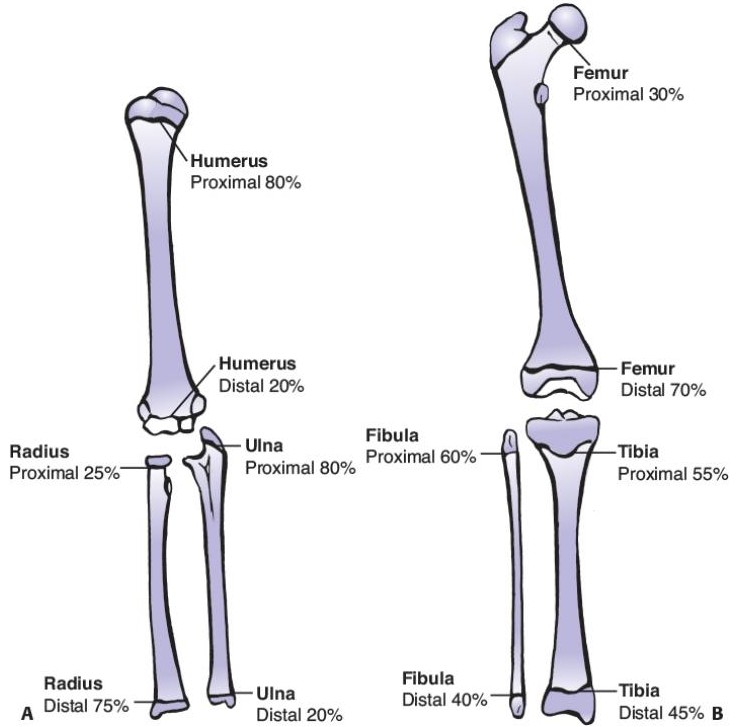 Humerus
Proximal 80%
Humerus
Distal 20%
Radius
Proximal 25%
Ulna
Proximal 80%
Radius
Distal 75%
Ulna
Distal 20%
A
Femur
Proximal 30%
Femur
Distal 70%
Fibula
Proximal 60%
Tibia
Proximal 55%
Fibula
Distal 40%
Tibia
Distal 45%
B